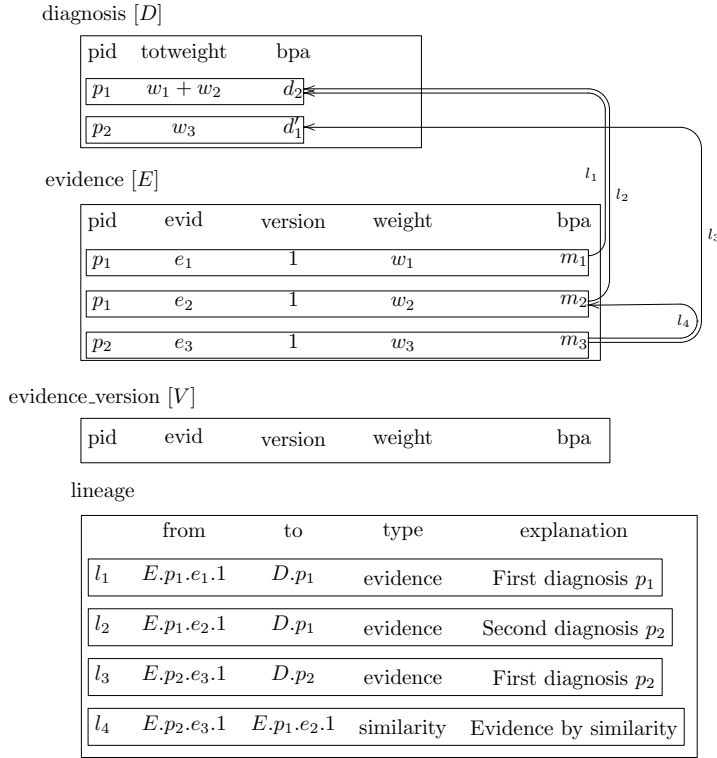 diagnosis [D]
pid totweight bpa
p₁ w₁ + w₂ d₂
p₂ w₃ d′₁
evidence [E]
l₁
l₂
l₃
pid evid version weight bpa
p₁ e₁ 1 w₁ m₁
p₁ e₂ 1 w₂ m₂
l₄
p₂ e₃ 1 w₃ m₃
evidence_version [V]
pid evid version weight bpa
lineage
from to type explanation
l₁ E.p₁.e₁.1 D.p₁ evidence First diagnosis p₁
l₂ E.p₁.e₂.1 D.p₁ evidence Second diagnosis p₂
l₃ E.p₂.e₃.1 D.p₂ evidence First diagnosis p₂
l₄ E.p₂.e₃.1 E.p₁.e₂.1 similarity Evidence by similarity